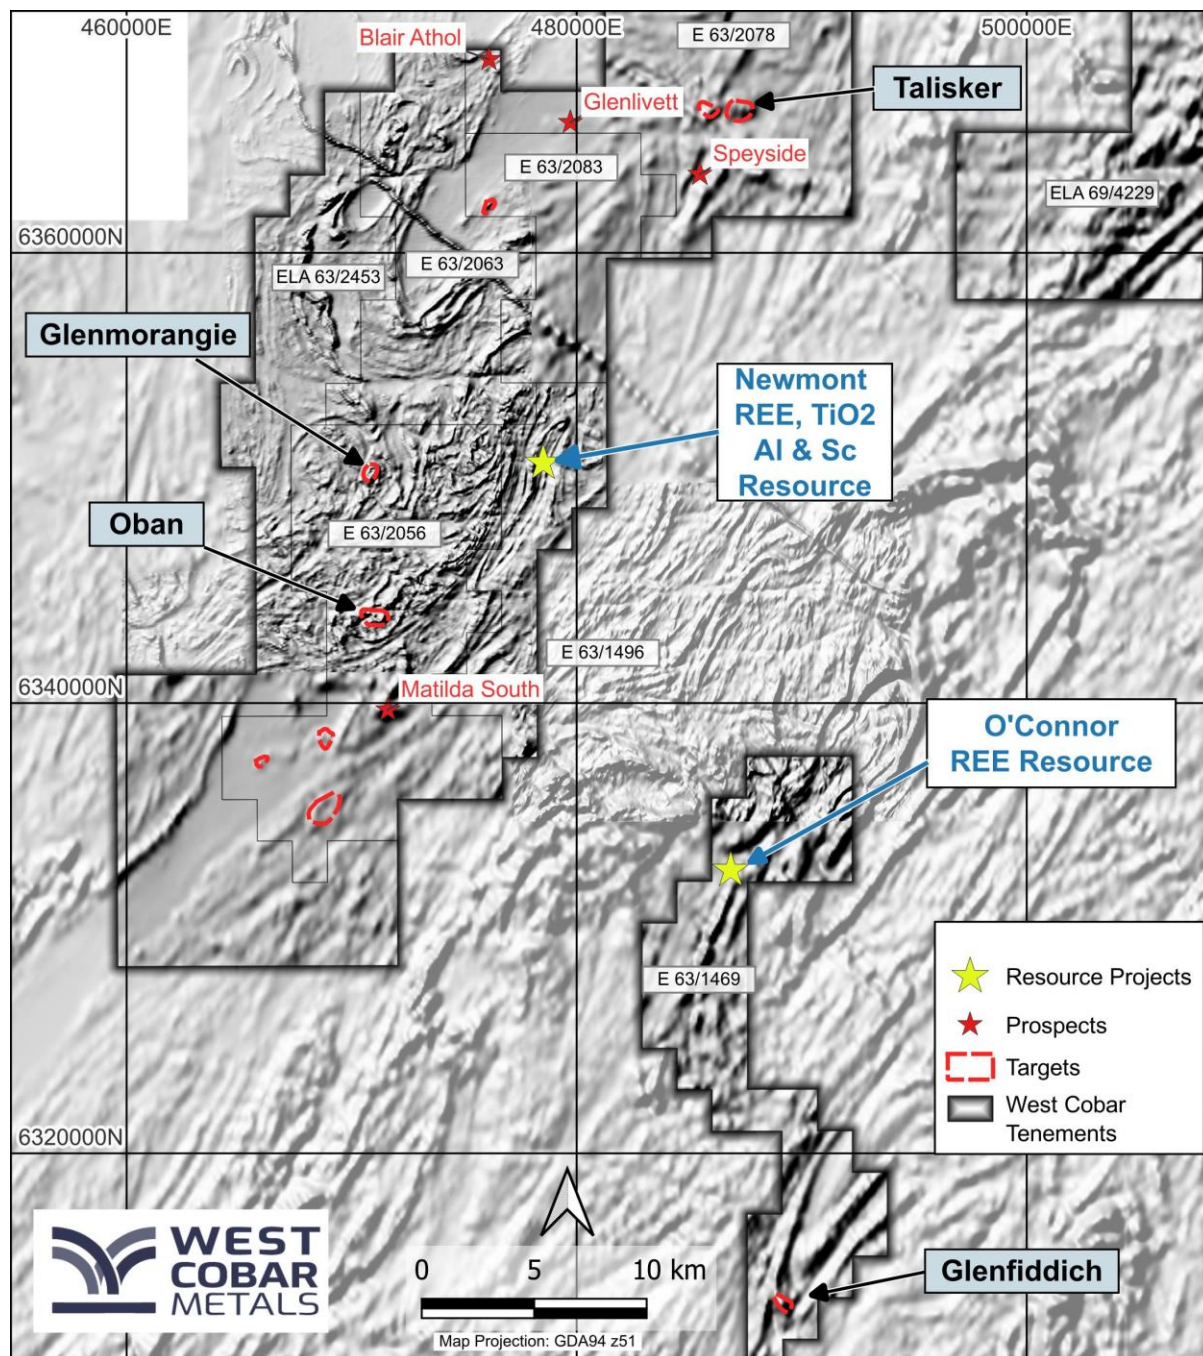 460000E
480000E
500000E
Blair Athol
E 63/2078
Glenlivett
Talisker
E 63/2083
Speyside
ELA 69/4229
6360000N
ELA 63/2453
E 63/2063
Glenmorangie
Newmont
REE, TiO2
Al & Sc
Resource
Oban
E 63/2056
E 63/1496
6340000N
Matilda South
O'Connor
REE Resource
E 63/1469
Resource Projects
Prospects
Targets
West Cobar
Tenements
6320000N
WEST
COBAR
METALS
0 5 10 km
Map Projection: GDA94 z51
Glenfiddich